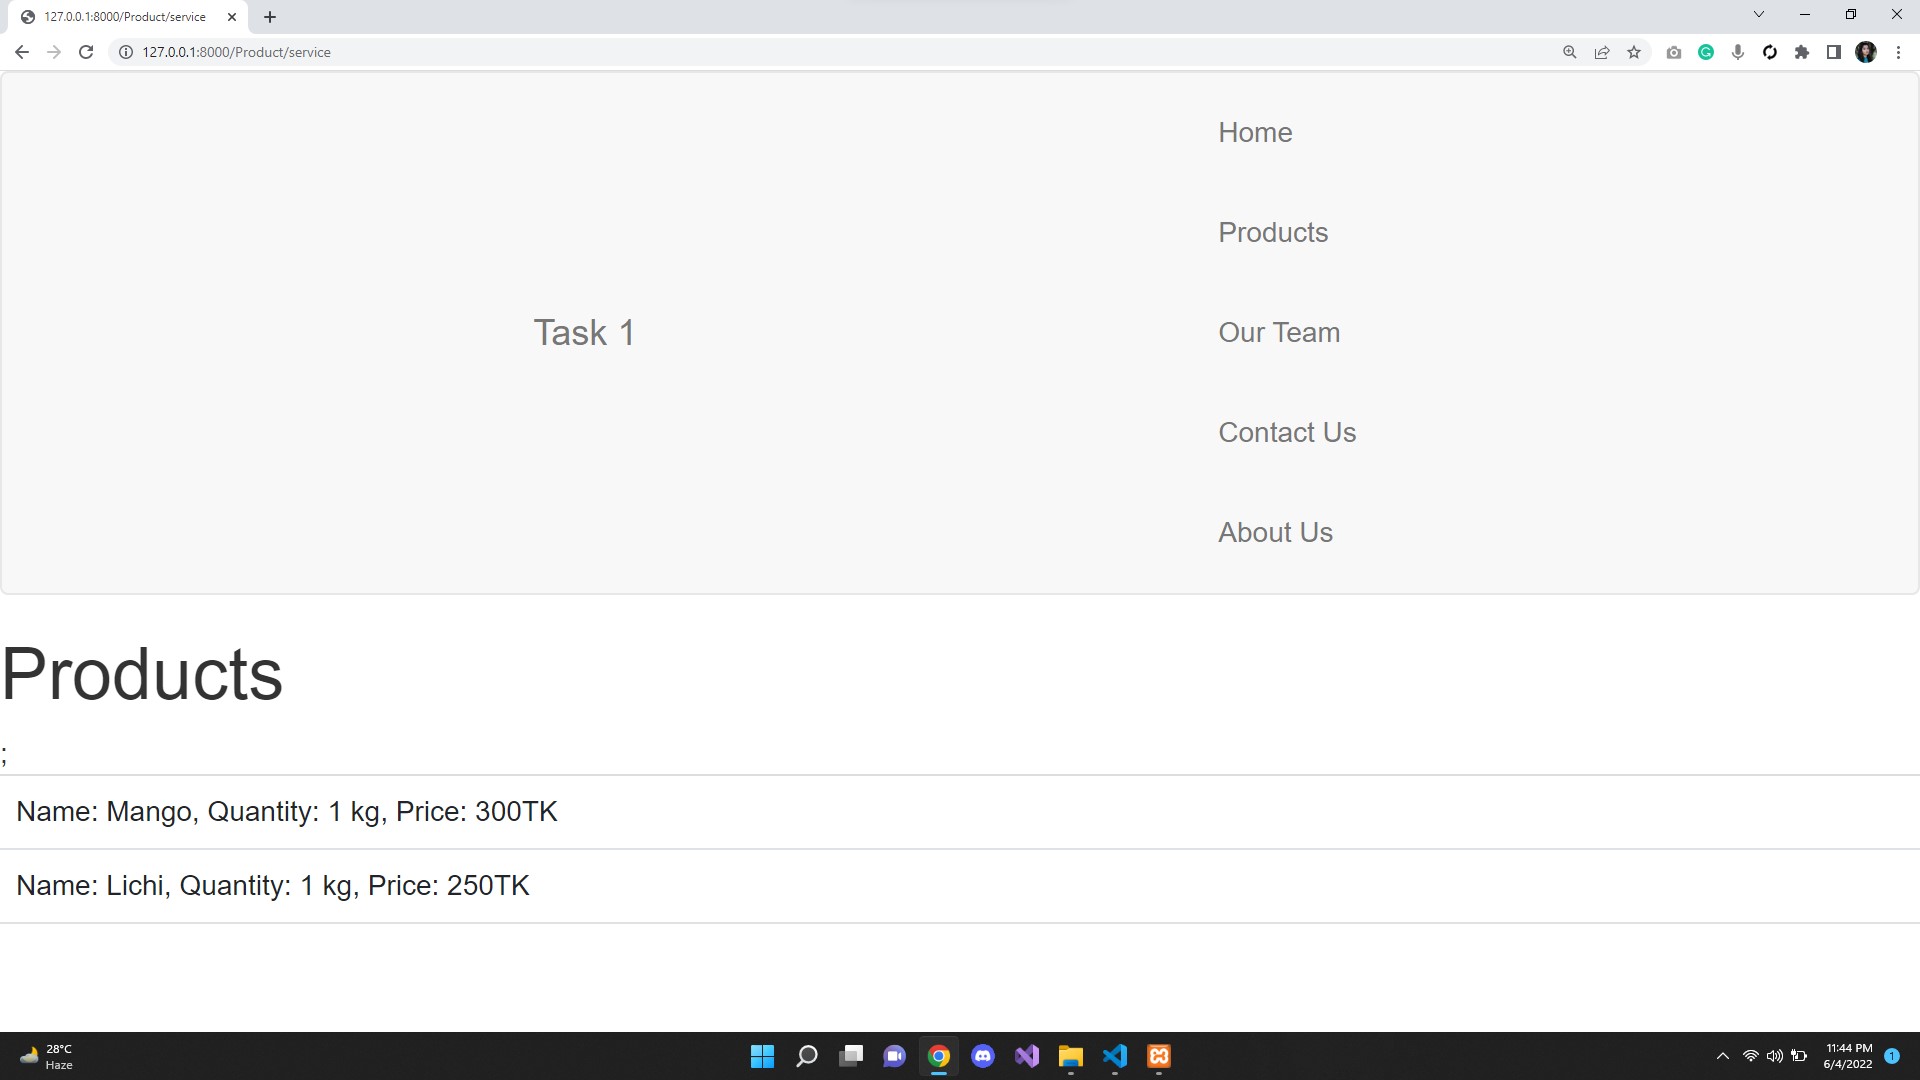 127.0.0.1:8000/Product/service
127.0.0.1:8000/Product/service
Home
Products
Task 1
Our Team
Contact Us
About Us
Products
;
Name: Mango, Quantity: 1 kg, Price: 300TK
Name: Lichi, Quantity: 1 kg, Price: 250TK
28°C
Haze
11:44 PM
6/4/2022
1